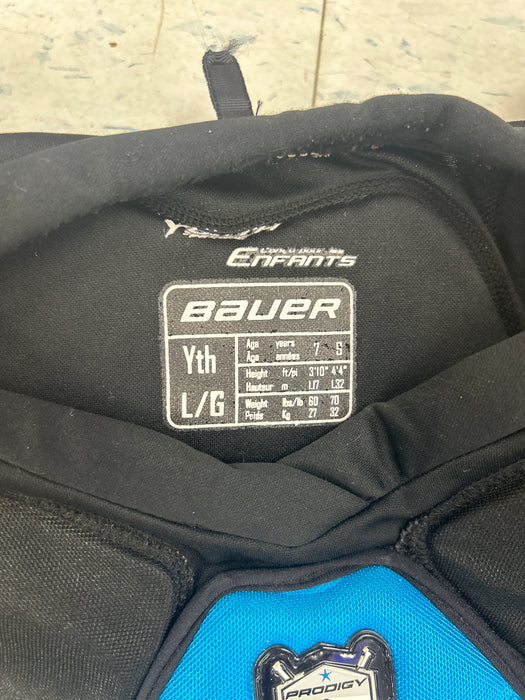 ENFANTS
BAUER
Yth
L/G
Age years 7 9
Âge années
Height ft/pi 3'10" 4'4"
Hauteur m 1.17 1.32
Weight lbs/lb 60 70
Poids Kg 27 32
PRODIGY